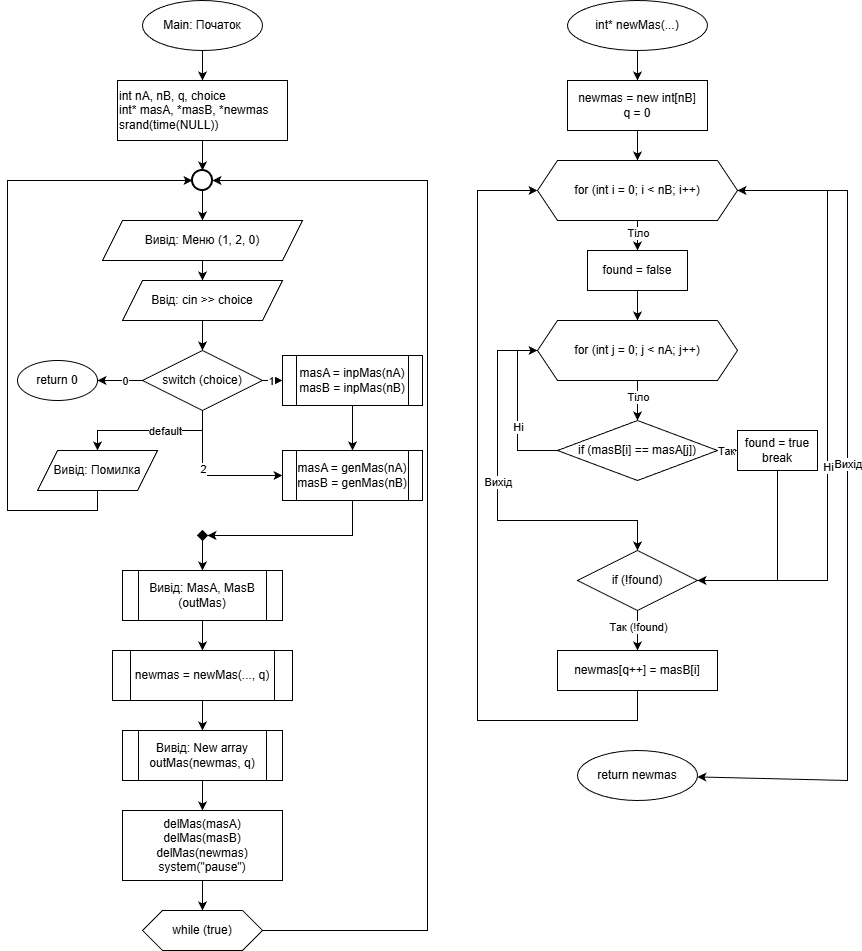 Main: Початок
int nA, nB, q, choice
int* masA, *masB, *newmas
srand(time(NULL))
Вивід: Меню (1, 2, 0)
Ввід: cin >> choice
switch (choice)
0
return 0
1
masA = inpMas(nA)
masB = inpMas(nB)
default
Вивід: Помилка
2
masA = genMas(nA)
masB = genMas(nB)
Вивід: MasA, MasB
(outMas)
newmas = newMas(..., q)
Вивід: New array
outMas(newmas, q)
delMas(masA)
delMas(masB)
delMas(newmas)
system("pause")
while (true)
int* newMas(...)
newmas = new int[nB]
q = 0
for (int i = 0; i < nB; i++)
Тіло
found = false
for (int j = 0; j < nA; j++)
Тіло
Ні
if (masB[i] == masA[j])
Так
found = true
break
Ні
Вихід
Вихід
if (!found)
Так (!found)
newmas[q++] = masB[i]
return newmas